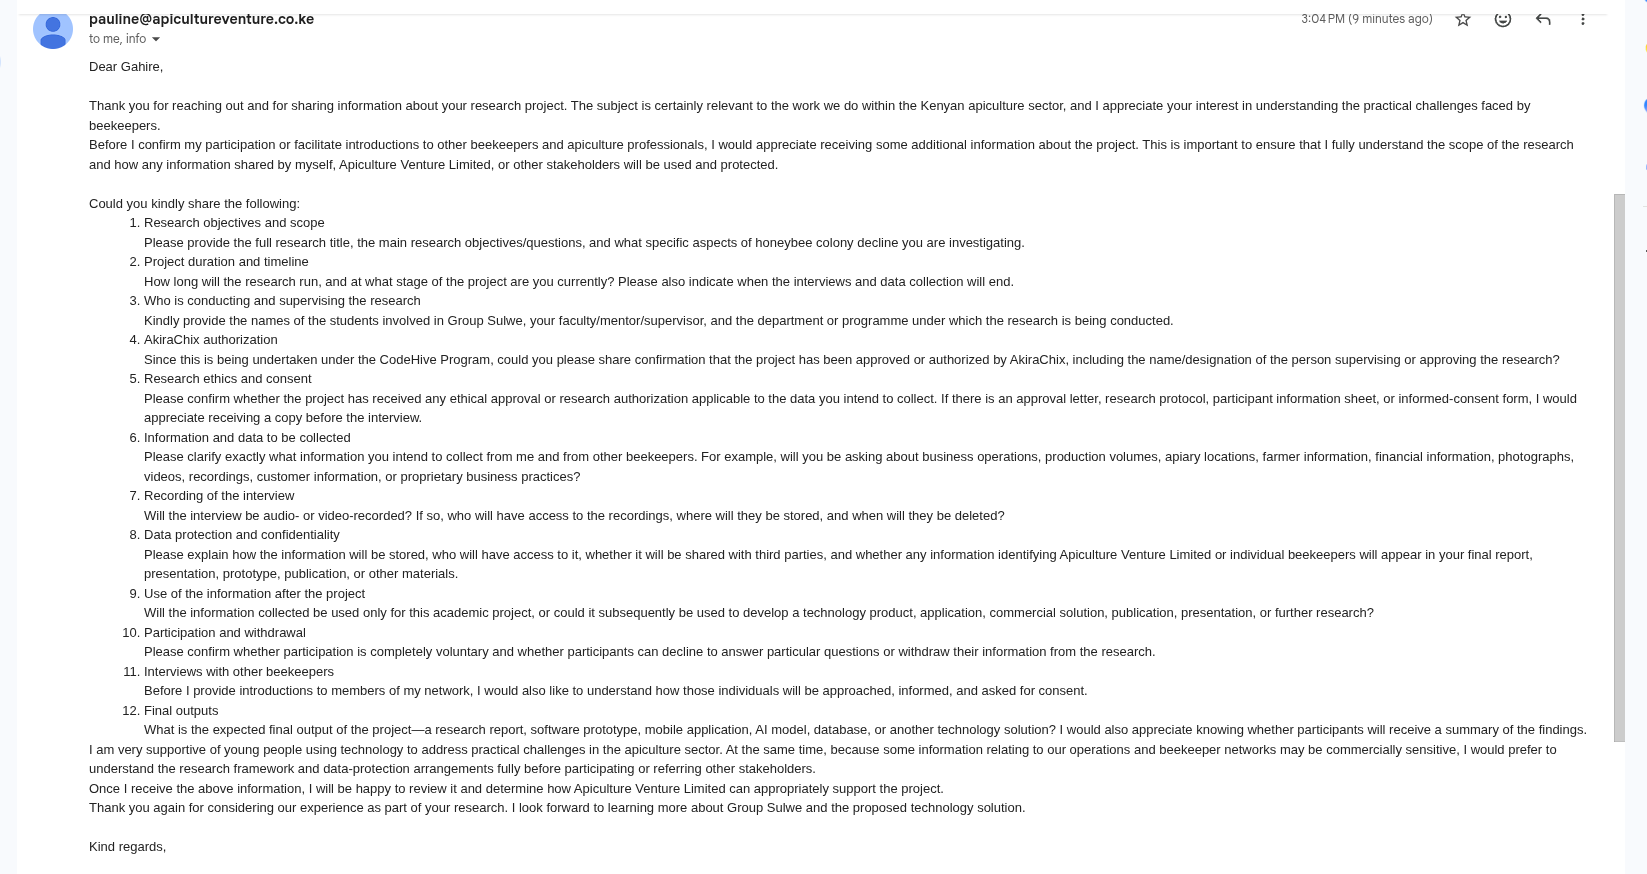 pauline@apicultureventure.co.ke
3:04 PM (9 minutes ago)
to me, info
Dear Gahire,
Thank you for reaching out and for sharing information about your research project. The subject is certainly relevant to the work we do within the Kenyan apiculture sector, and I appreciate your interest in understanding the practical challenges faced by
beekeepers.
Before I confirm my participation or facilitate introductions to other beekeepers and apiculture professionals, I would appreciate receiving some additional information about the project. This is important to ensure that I fully understand the scope of the research
and how any information shared by myself, Apiculture Venture Limited, or other stakeholders will be used and protected.
Could you kindly share the following:
1. Research objectives and scope
Please provide the full research title, the main research objectives/questions, and what specific aspects of honeybee colony decline you are investigating.
2. Project duration and timeline
How long will the research run, and at what stage of the project are you currently? Please also indicate when the interviews and data collection will end.
3. Who is conducting and supervising the research
Kindly provide the names of the students involved in Group Sulwe, your faculty/mentor/supervisor, and the department or programme under which the research is being conducted.
4. AkiraChix authorization
Since this is being undertaken under the CodeHive Program, could you please share confirmation that the project has been approved or authorized by AkiraChix, including the name/designation of the person supervising or approving the research?
5. Research ethics and consent
Please confirm whether the project has received any ethical approval or research authorization applicable to the data you intend to collect. If there is an approval letter, research protocol, participant information sheet, or informed-consent form, I would
appreciate receiving a copy before the interview.
6. Information and data to be collected
Please clarify exactly what information you intend to collect from me and from other beekeepers. For example, will you be asking about business operations, production volumes, apiary locations, farmer information, financial information, photographs,
videos, recordings, customer information, or proprietary business practices?
7. Recording of the interview
Will the interview be audio- or video-recorded? If so, who will have access to the recordings, where will they be stored, and when will they be deleted?
8. Data protection and confidentiality
Please explain how the information will be stored, who will have access to it, whether it will be shared with third parties, and whether any information identifying Apiculture Venture Limited or individual beekeepers will appear in your final report,
presentation, prototype, publication, or other materials.
9. Use of the information after the project
Will the information collected be used only for this academic project, or could it subsequently be used to develop a technology product, application, commercial solution, publication, presentation, or further research?
10. Participation and withdrawal
Please confirm whether participation is completely voluntary and whether participants can decline to answer particular questions or withdraw their information from the research.
11. Interviews with other beekeepers
Before I provide introductions to members of my network, I would also like to understand how those individuals will be approached, informed, and asked for consent.
12. Final outputs
What is the expected final output of the project—a research report, software prototype, mobile application, AI model, database, or another technology solution? I would also appreciate knowing whether participants will receive a summary of the findings.
I am very supportive of young people using technology to address practical challenges in the apiculture sector. At the same time, because some information relating to our operations and beekeeper networks may be commercially sensitive, I would prefer to
understand the research framework and data-protection arrangements fully before participating or referring other stakeholders.
Once I receive the above information, I will be happy to review it and determine how Apiculture Venture Limited can appropriately support the project.
Thank you again for considering our experience as part of your research. I look forward to learning more about Group Sulwe and the proposed technology solution.
Kind regards,